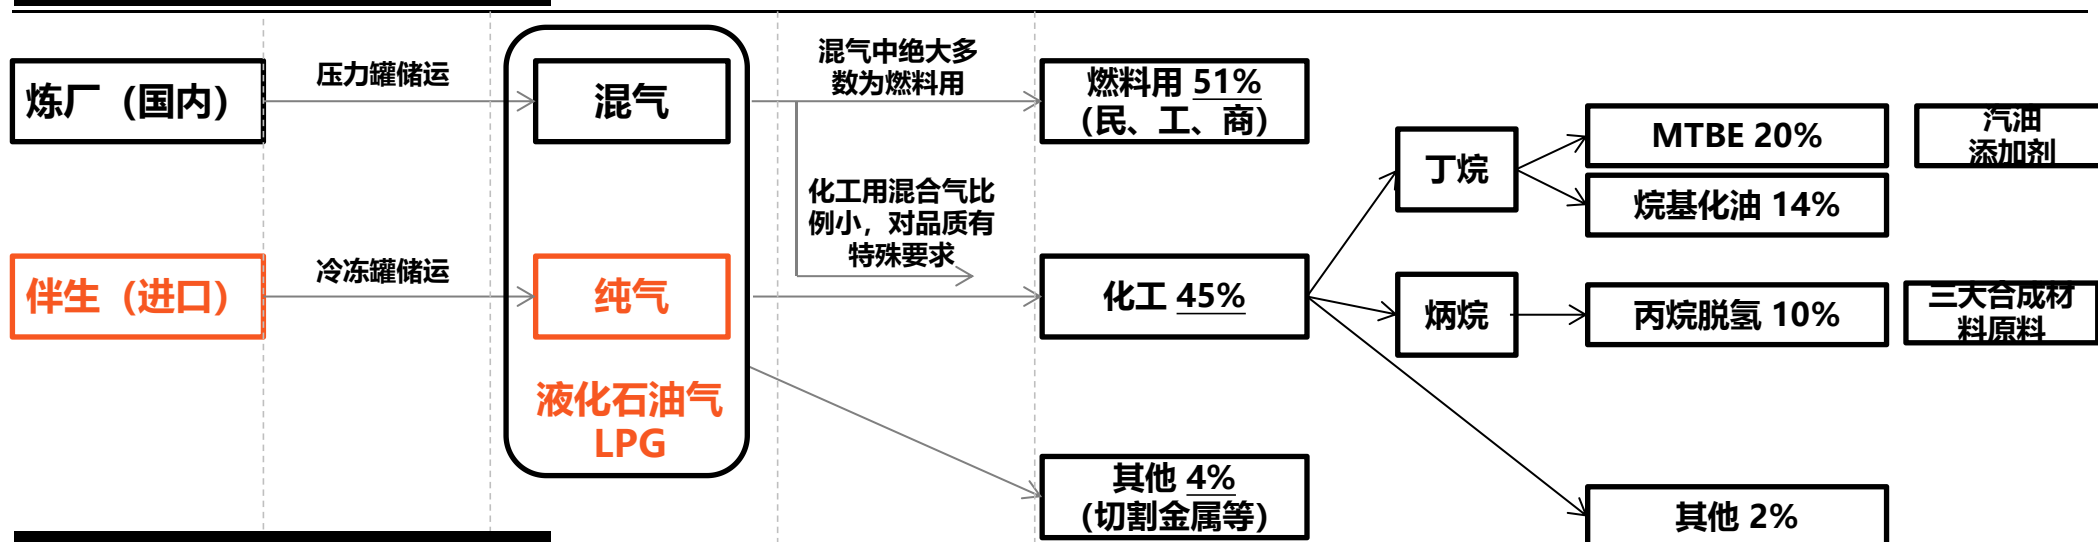 炼厂（国内）
压力罐储运
混气
混气中绝大多
数为燃料用
燃料用 51%
（民、工、商）
化工用混合气比
例小，对品质有
特殊要求
伴生（进口）
冷冻罐储运
纯气
液化石油气
LPG
化工 45%
其他 4%
（切割金属等）
丁烷
MTBE 20%
烷基化油 14%
汽油
添加剂
炳烷
丙烷脱氢 10%
三大合成材
料原料
其他 2%